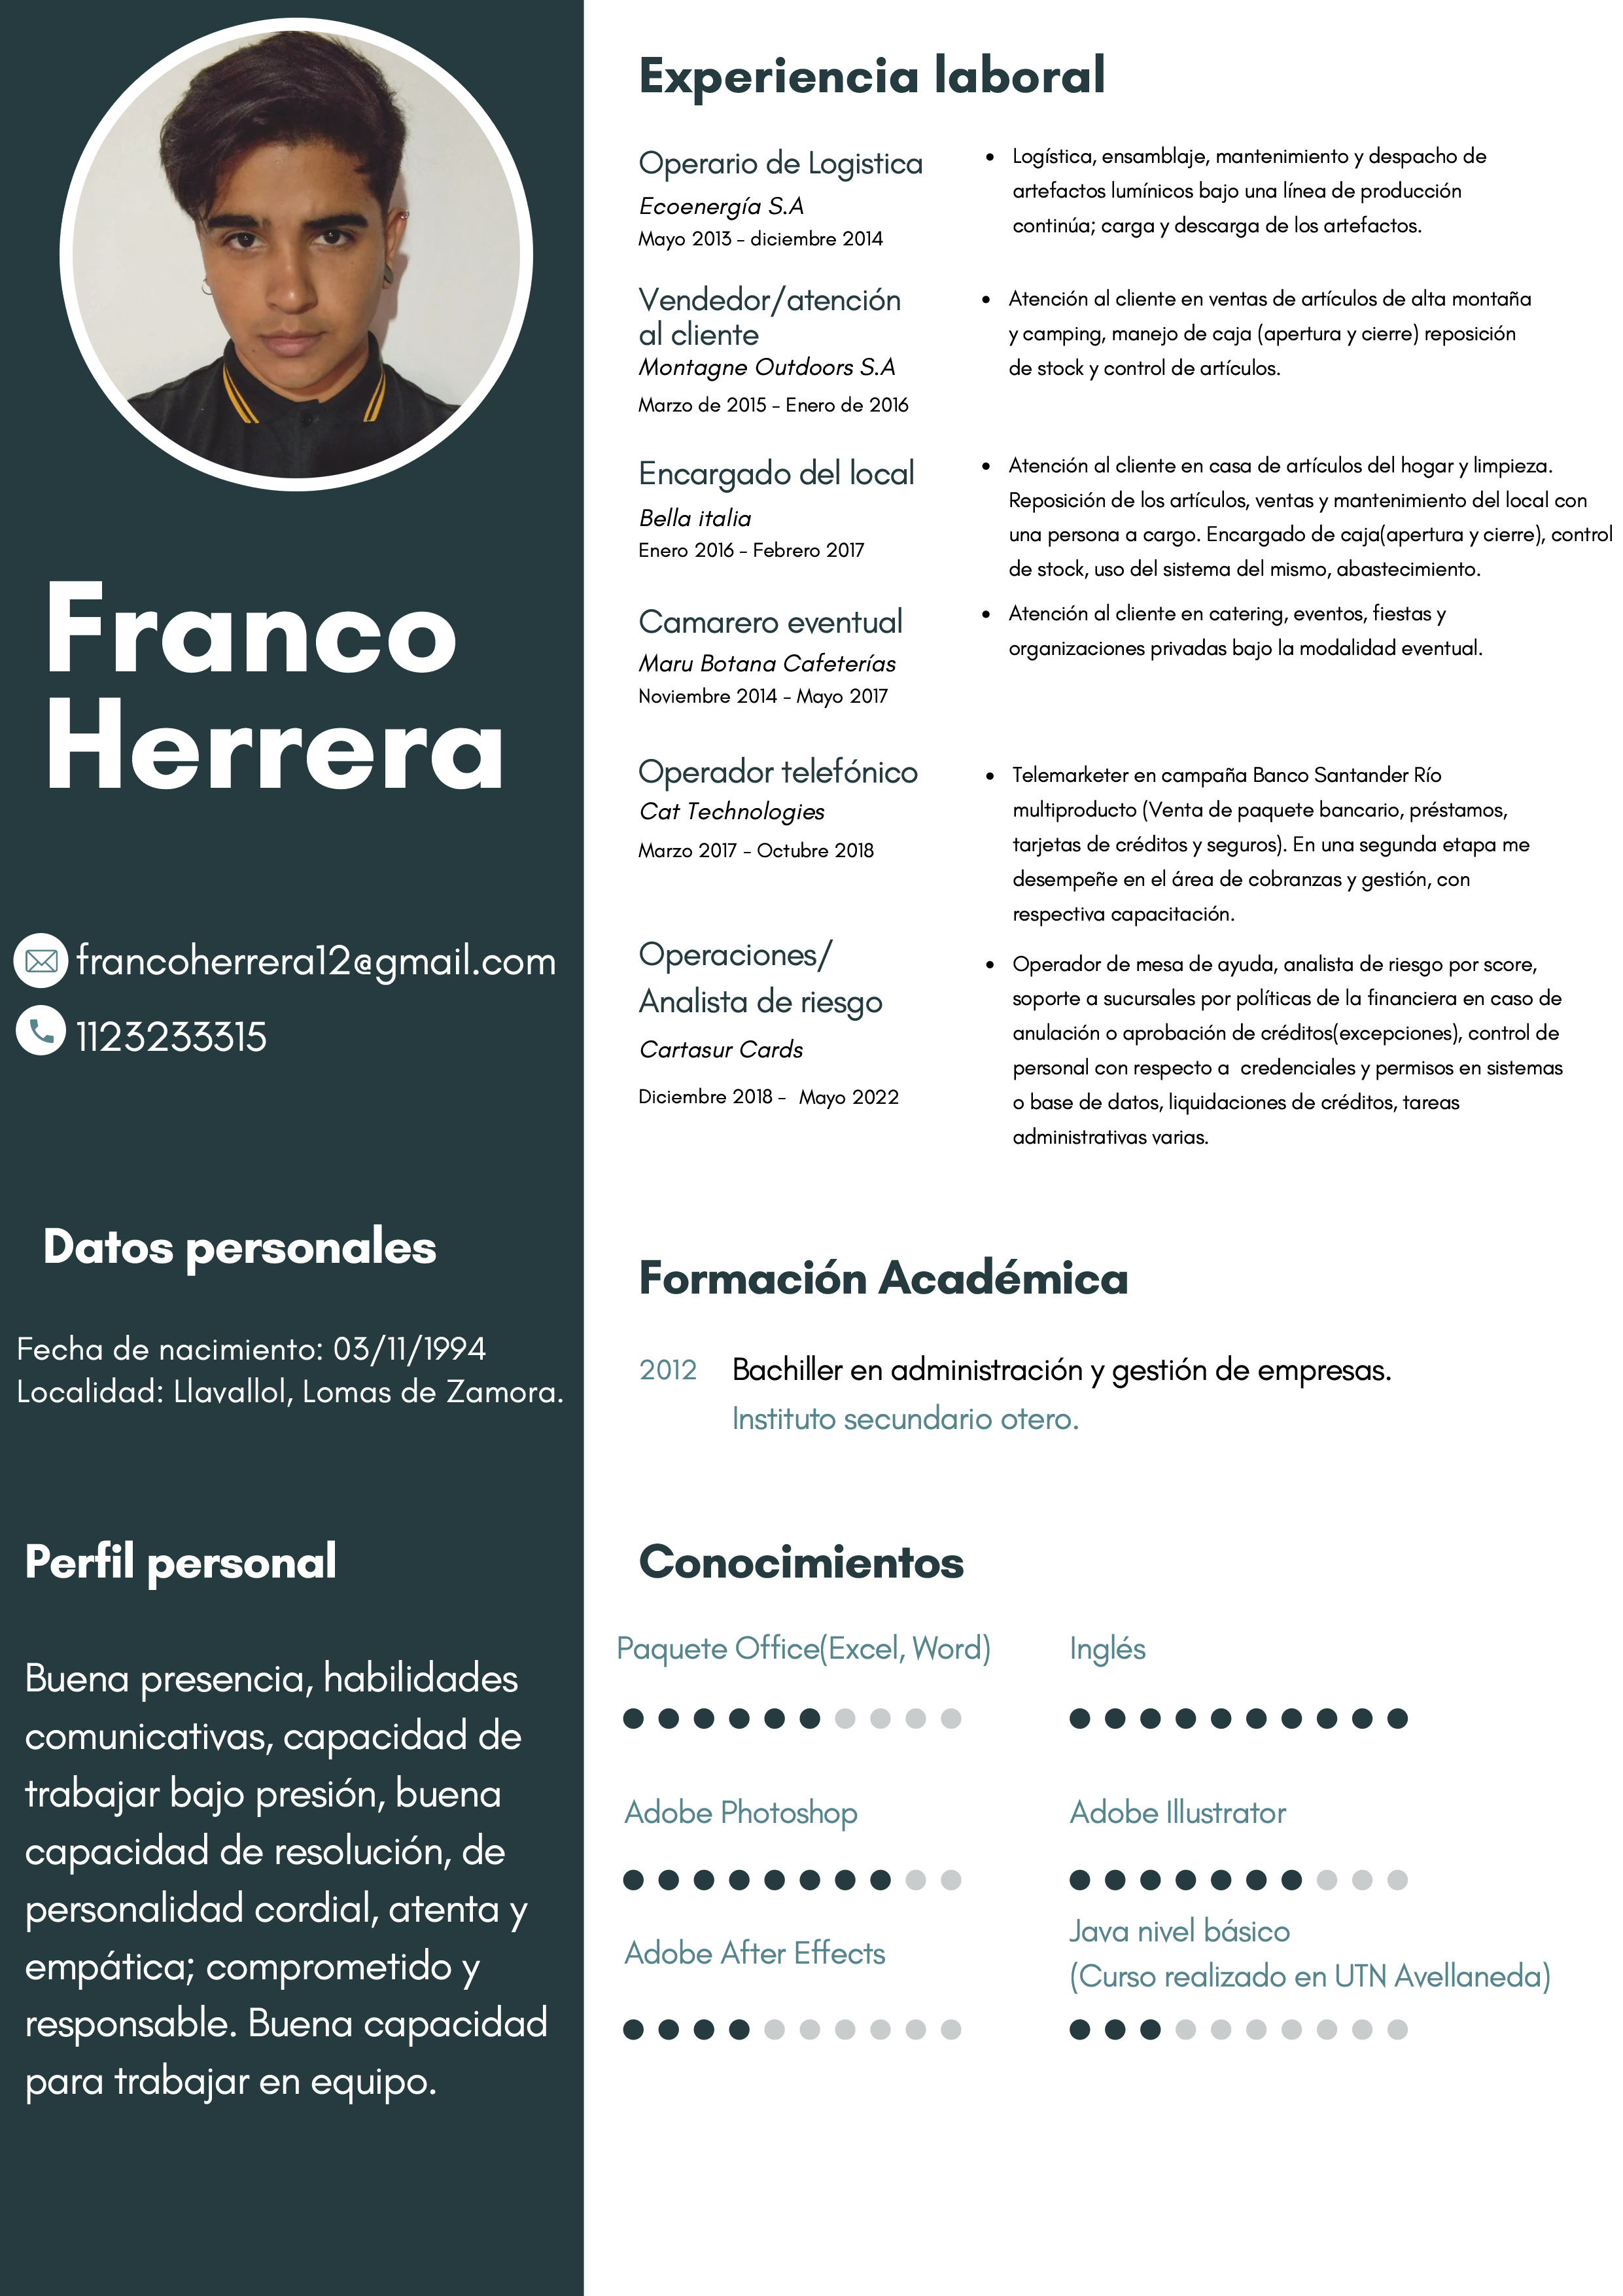 Franco
Herrera
francoherrera12@gmail.com
1123233315
Datos personales
Fecha de nacimiento: 03/11/1994
Localidad: Llavallol, Lomas de Zamora.
Perfil personal
Buena presencia, habilidades
comunicativas, capacidad de
trabajar bajo presión, buena
capacidad de resolución, de
personalidad cordial, atenta y
empática; comprometido y
responsable. Buena capacidad
para trabajar en equipo.
Experiencia laboral
Operario de Logistica
Ecoenergía S.A
Mayo 2013 - diciembre 2014
• Logística, ensamblaje, mantenimiento y despacho de
artefactos lumínicos bajo una línea de producción
continúa; carga y descarga de los artefactos.
Vendedor/atención
al cliente
Montagne Outdoors S.A
Marzo de 2015 - Enero de 2016
• Atención al cliente en ventas de artículos de alta montaña
y camping, manejo de caja (apertura y cierre) reposición
de stock y control de artículos.
Encargado del local
Bella italia
Enero 2016 - Febrero 2017
• Atención al cliente en casa de artículos del hogar y limpieza.
Reposición de los artículos, ventas y mantenimiento del local con
una persona a cargo. Encargado de caja(apertura y cierre), control
de stock, uso del sistema del mismo, abastecimiento.
Camarero eventual
Maru Botana Cafeterías
Noviembre 2014 - Mayo 2017
• Atención al cliente en catering, eventos, fiestas y
organizaciones privadas bajo la modalidad eventual.
Operador telefónico
Cat Technologies
Marzo 2017 - Octubre 2018
• Telemarketer en campaña Banco Santander Río
multiproducto (Venta de paquete bancario, préstamos,
tarjetas de créditos y seguros). En una segunda etapa me
desempeñe en el área de cobranzas y gestión, con
respectiva capacitación.
Operaciones/
Analista de riesgo
Cartasur Cards
Diciembre 2018 - Mayo 2022
• Operador de mesa de ayuda, analista de riesgo por score,
soporte a sucursales por políticas de la financiera en caso de
anulación o aprobación de créditos(excepciones), control de
personal con respecto a credenciales y permisos en sistemas
o base de datos, liquidaciones de créditos, tareas
administrativas varias.
Formación Académica
2012 Bachiller en administración y gestión de empresas.
Instituto secundario otero.
Conocimientos
Paquete Office(Excel, Word)
Inglés
Adobe Photoshop
Adobe Illustrator
Adobe After Effects
Java nivel básico
(Curso realizado en UTN Avellaneda)